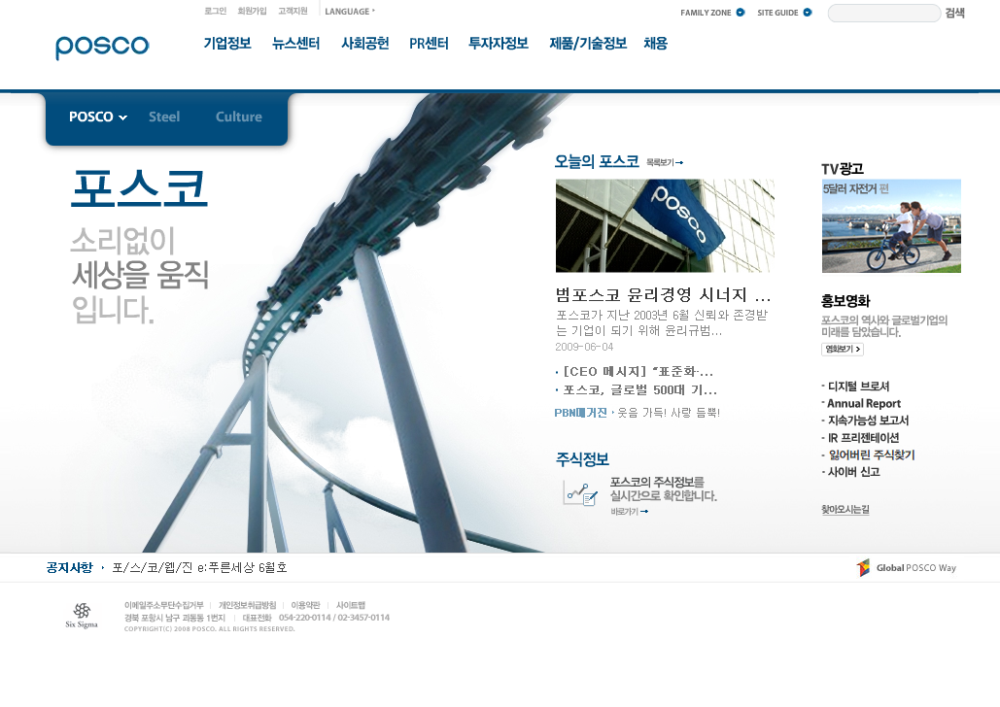 로그인 회원가입 고객지원 LANGUAGE
FAMILY ZONE SITE GUIDE 검색
posco
기업정보 뉴스센터 사회공헌 PR센터 투자자정보 제품/기술정보 채용
POSCO Steel Culture
포스코
소리없이
세상을 움직
입니다.
오늘의 포스코 목록보기
posco
범포스코 윤리경영 시너지 ...
포스코가 지난 2003년 6월 신뢰와 존경받
는 기업이 되기 위해 윤리규범...
2009-06-04
· [CEO 메시지] "표준화·...
· 포스코, 글로벌 500대 기...
PBN매거진 웃음 가득! 사랑 듬뿍!
주식정보
포스코의 주식정보를
실시간으로 확인합니다.
바로가기
TV광고
5달러 자전거 편
홍보영화
포스코의 역사와 글로벌기업의
미래를 담았습니다.
영화보기
- 디지털 브로셔
- Annual Report
- 지속가능성 보고서
- IR 프리젠테이션
- 잃어버린 주식찾기
- 사이버 신고
찾아오시는길
공지사항 포/스/코/웹/진 e:푸른세상 6월호
Global POSCO Way
Six Sigma
이메일주소무단수집거부 개인정보취급방침 이용약관 사이트맵
경북 포항시 남구 괴동동 1번지 대표전화 054-220-0114 / 02-3457-0114
COPYRIGHT(C) 2008 POSCO. ALL RIGHTS RESERVED.